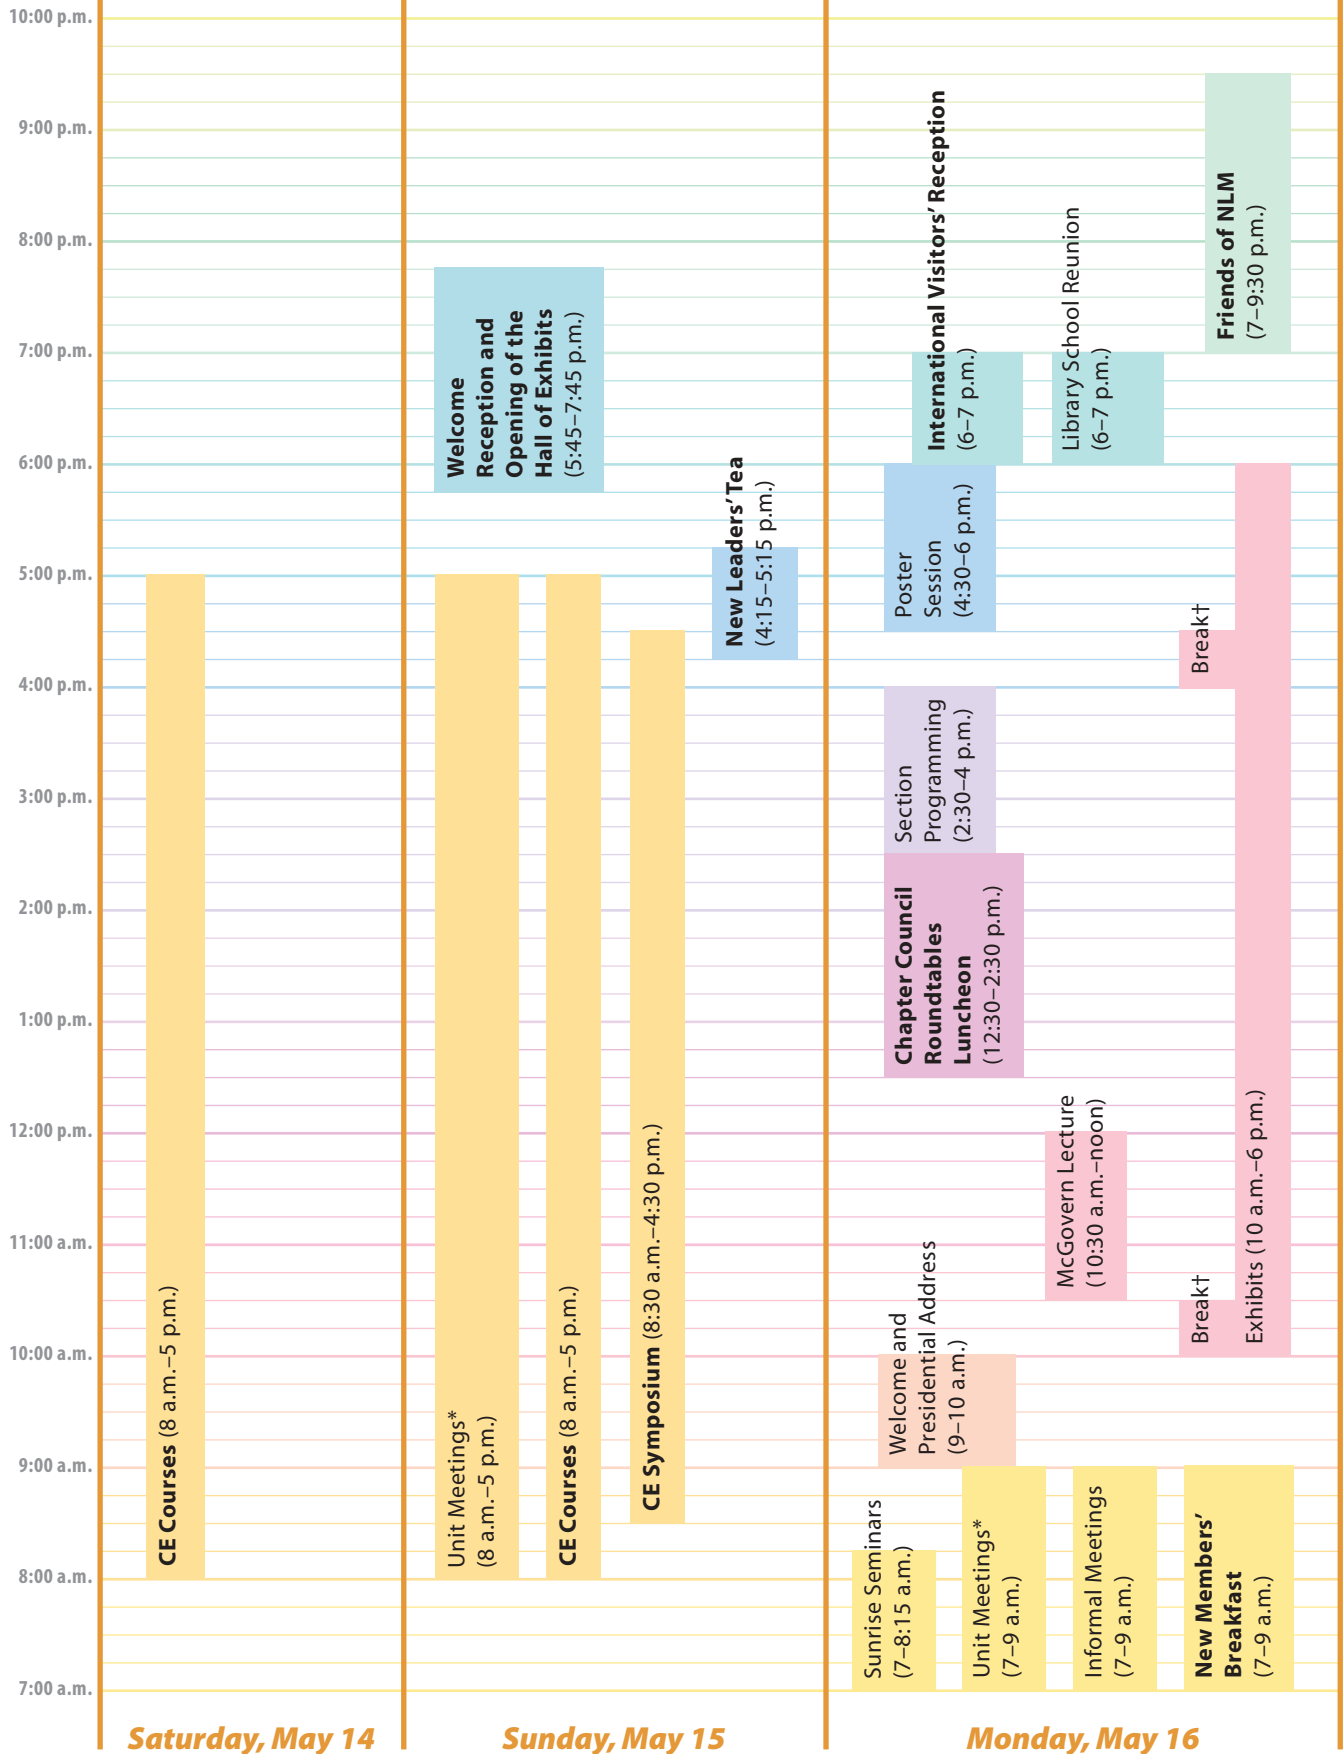 10:00 p.m.
9:00 p.m.
8:00 p.m.
7:00 p.m.
6:00 p.m.
5:00 p.m.
4:00 p.m.
3:00 p.m.
2:00 p.m.
1:00 p.m.
12:00 p.m.
11:00 a.m.
10:00 a.m.
9:00 a.m.
8:00 a.m.
7:00 a.m.
CE Courses (8 a.m.–5 p.m.)
Saturday, May 14
Welcome
Reception and
Opening of the
Hall of Exhibits
(5:45–7:45 p.m.)
New Leaders’ Tea
(4:15–5:15 p.m.)
Unit Meetings*
(8 a.m.–5 p.m.)
CE Courses (8 a.m.–5 p.m.)
CE Symposium (8:30 a.m.–4:30 p.m.)
Sunday, May 15
Friends of NLM
(7–9:30 p.m.)
International Visitors’ Reception
(6–7 p.m.)
Library School Reunion
(6–7 p.m.)
Poster
Session
(4:30–6 p.m.)
Break†
Section
Programming
(2:30–4 p.m.)
Chapter Council
Roundtables
Luncheon
(12:30–2:30 p.m.)
McGovern Lecture
(10:30 a.m.–noon)
Break†
Exhibits (10 a.m.–6 p.m.)
Welcome and
Presidential Address
(9–10 a.m.)
Sunrise Seminars
(7–8:15 a.m.)
Unit Meetings*
(7–9 a.m.)
Informal Meetings
(7–9 a.m.)
New Members’
Breakfast
(7–9 a.m.)
Monday, May 16